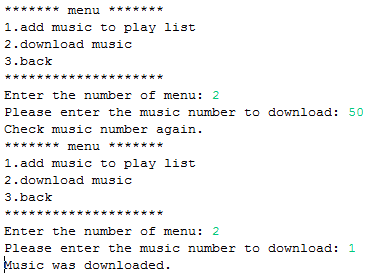 ******* menu *******
1.add music to play list
2.download music
3.back
********************
Enter the number of menu: 2
Please enter the music number to download: 50
Check music number again.
******* menu *******
1.add music to play list
2.download music
3.back
********************
Enter the number of menu: 2
Please enter the music number to download: 1
Music was downloaded.